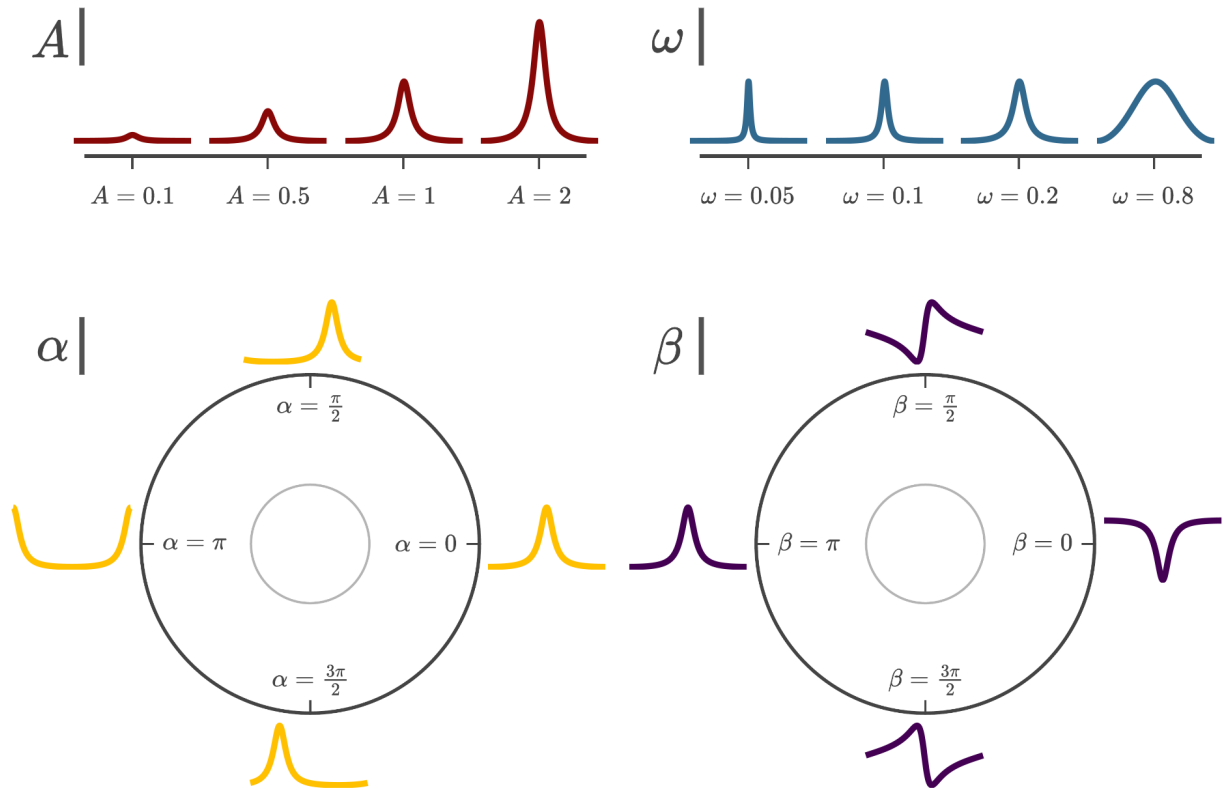 A|
ω|
A = 0.1 A = 0.5 A = 1 A = 2
ω = 0.05 ω = 0.1 ω = 0.2 ω = 0.8
α|
β|
α = π/2
β = π/2
α = π α = 0
β = π β = 0
α = 3π/2
β = 3π/2